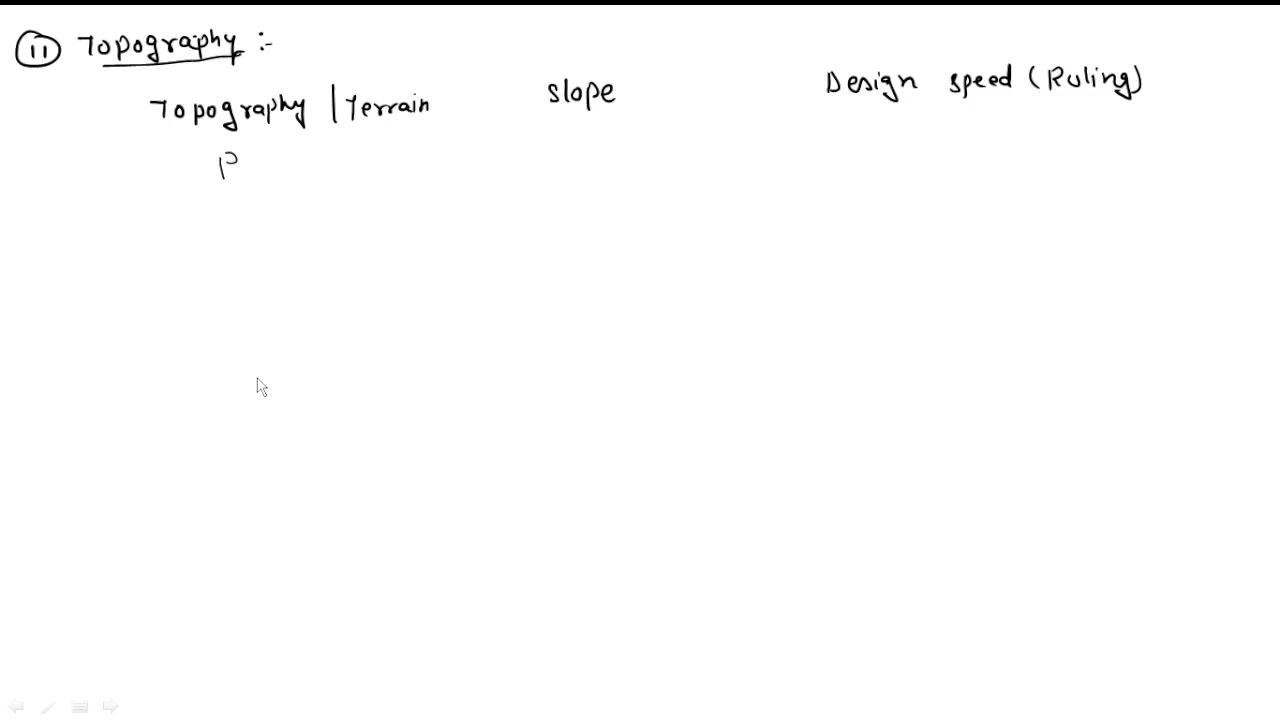 (11) Topography :-
Topography | Terrain slope Design speed (Ruling)
P